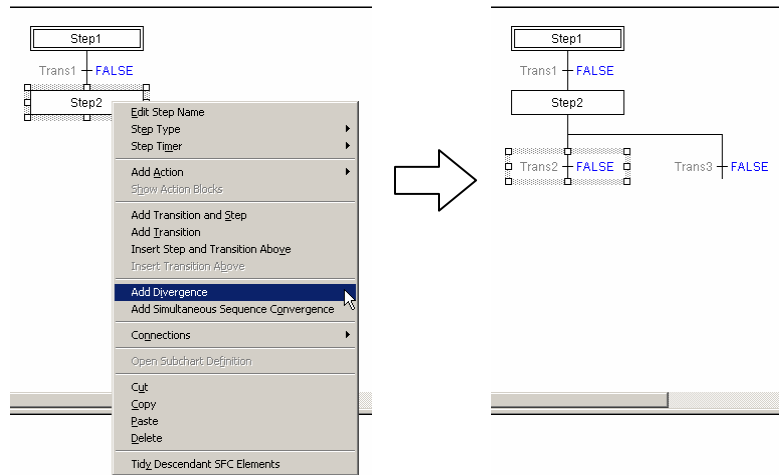 Step1
Trans1 FALSE
Step2
Edit Step Name
Step Type
Step Timer
Add Action
Show Action Blocks
Add Transition and Step
Add Transition
Insert Step and Transition Above
Insert Transition Above
Add Divergence
Add Simultaneous Sequence Convergence
Connections
Open Subchart Definition
Cut
Copy
Paste
Delete
Tidy Descendant SFC Elements
Step1
Trans1 FALSE
Step2
Trans2 FALSE Trans3 FALSE